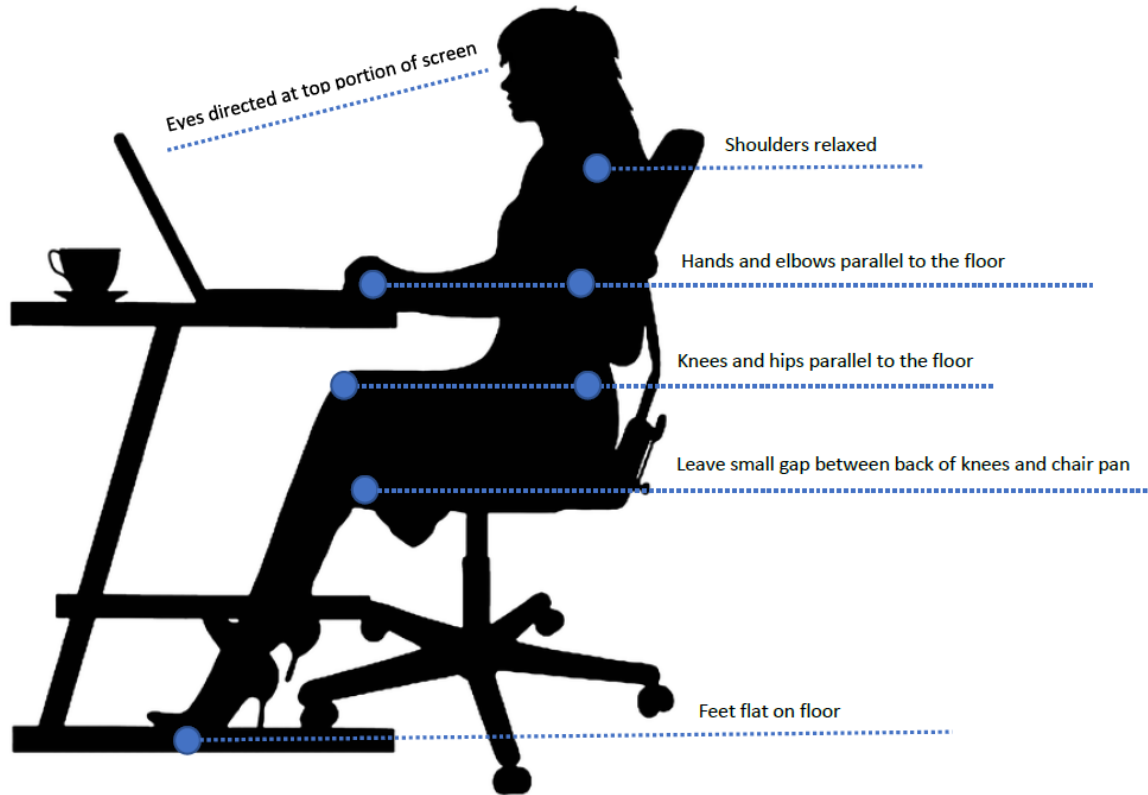 Eyes directed at top portion of screen
Shoulders relaxed
Hands and elbows parallel to the floor
Knees and hips parallel to the floor
Leave small gap between back of knees and chair pan
Feet flat on floor